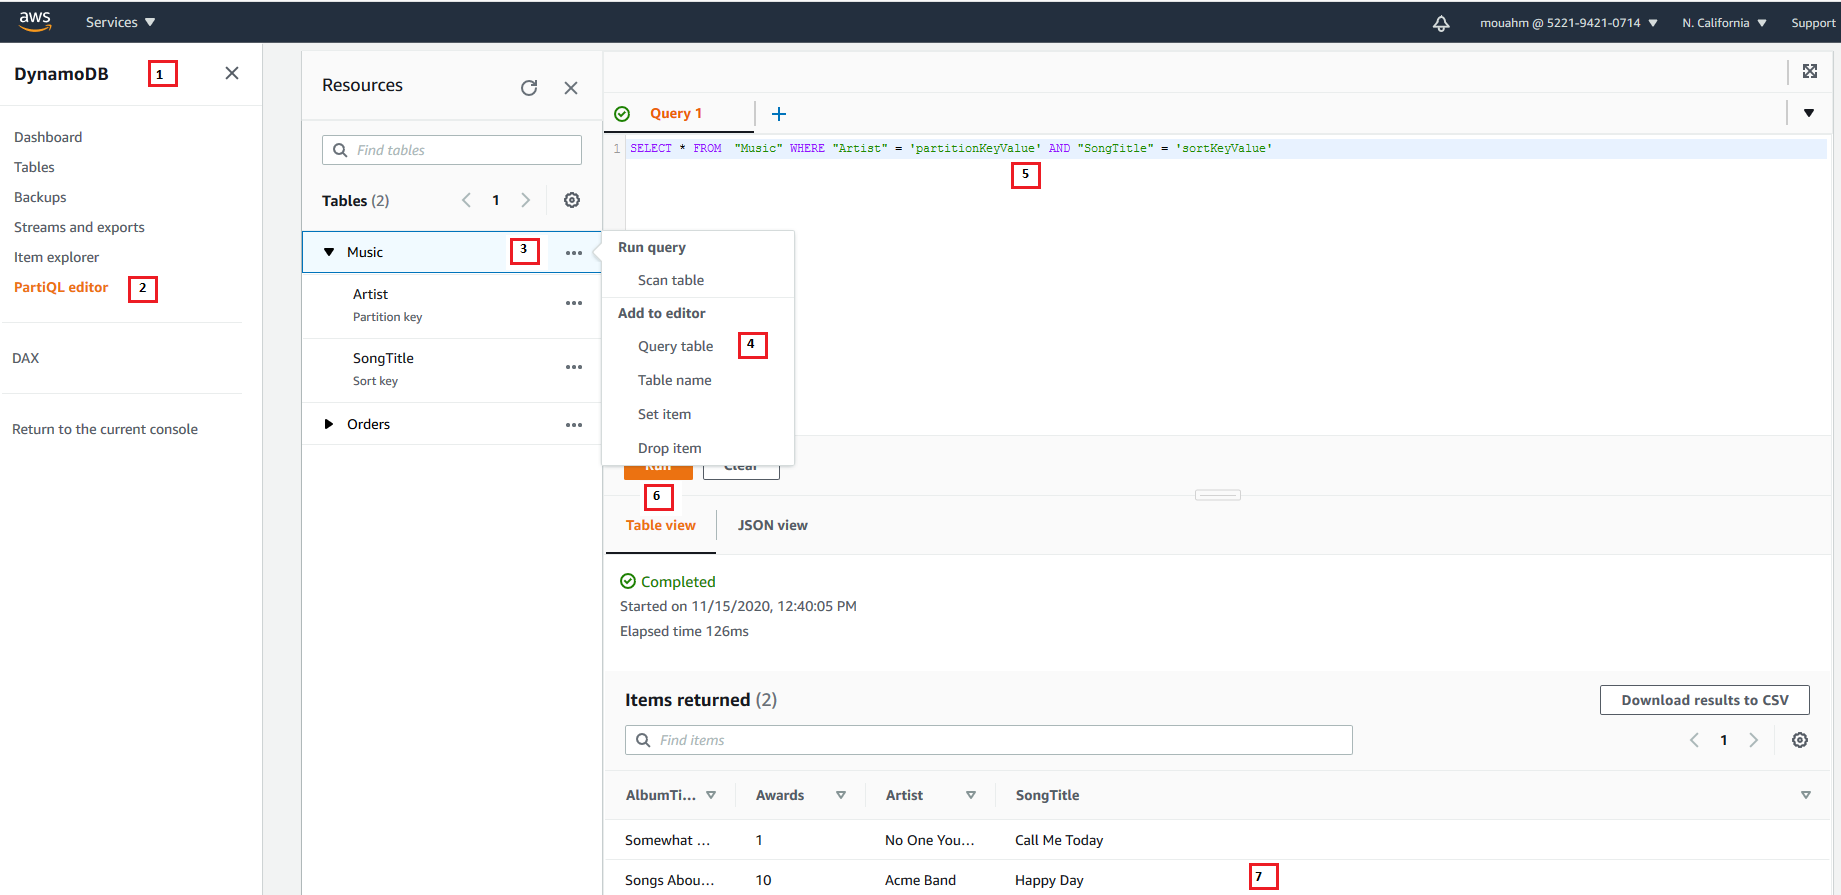 aws Services mouahm @ 5221-9421-0714 N. California Support
DynamoDB 1
Dashboard
Tables
Backups
Streams and exports
Item explorer
PartiQL editor 2
DAX
Return to the current console
Resources
Find tables
Tables (2) 1
Music 3
Artist
Partition key
SongTitle
Sort key
Orders
Run query
Scan table
Add to editor
Query table 4
Table name
Set item
Drop item
Query 1
1 SELECT * FROM "Music" WHERE "Artist" = 'partitionKeyValue' AND "SongTitle" = 'sortKeyValue'
5
Run Clear
6
Table view JSON view
Completed
Started on 11/15/2020, 12:40:05 PM
Elapsed time 126ms
Items returned (2) Download results to CSV
Find items 1
AlbumTi... Awards Artist SongTitle
Somewhat ... 1 No One You... Call Me Today
Songs Abou... 10 Acme Band Happy Day 7